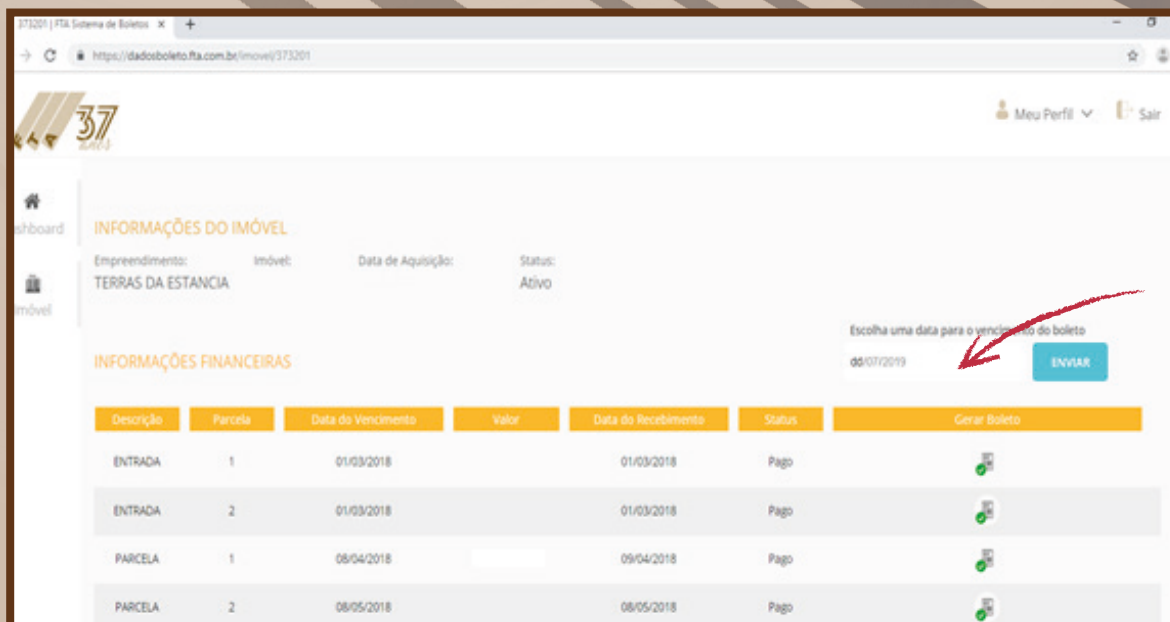 373201 | FTA Sistema de Boletos
https://dadosboleto.fta.com.br/imovel/373201
37
anos
Meu Perfil
Sair
shboard
Imóvel
INFORMAÇÕES DO IMÓVEL
Empreendimento: Imóvel: Data de Aquisição: Status:
TERRAS DA ESTANCIA Ativo
Escolha uma data para o vencimento do boleto
dd/07/2019 ENVIAR
INFORMAÇÕES FINANCEIRAS
Descrição Parcela Data do Vencimento Valor Data do Recebimento Status Gerar Boleto
ENTRADA 1 01/03/2018 01/03/2018 Pago
ENTRADA 2 01/03/2018 01/03/2018 Pago
PARCELA 1 08/04/2018 09/04/2018 Pago
PARCELA 2 08/05/2018 08/05/2018 Pago